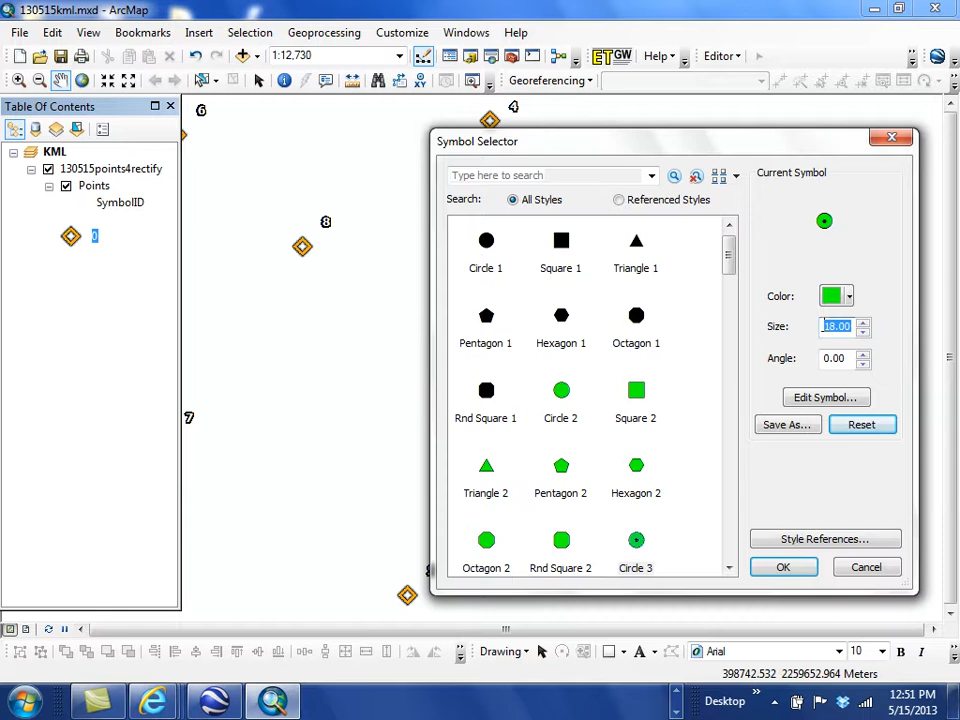 130515kml.mxd - ArcMap
File Edit View Bookmarks Insert Selection Geoprocessing Customize Windows Help
1:12,730 ETGW Help Editor
Georeferencing
Table Of Contents
KML
130515points4rectify
Points
SymbolID
0
6
4
8
7
Symbol Selector
Type here to search
Search: All Styles Referenced Styles
Circle 1 Square 1 Triangle 1
Pentagon 1 Hexagon 1 Octagon 1
Rnd Square 1 Circle 2 Square 2
Triangle 2 Pentagon 2 Hexagon 2
Octagon 2 Rnd Square 2 Circle 3
Current Symbol
Color:
Size: 18.00
Angle: 0.00
Edit Symbol...
Save As... Reset
Style References...
OK Cancel
Drawing A Arial 10 B I
398742.532 2259652.964 Meters
Desktop
12:51 PM
5/15/2013